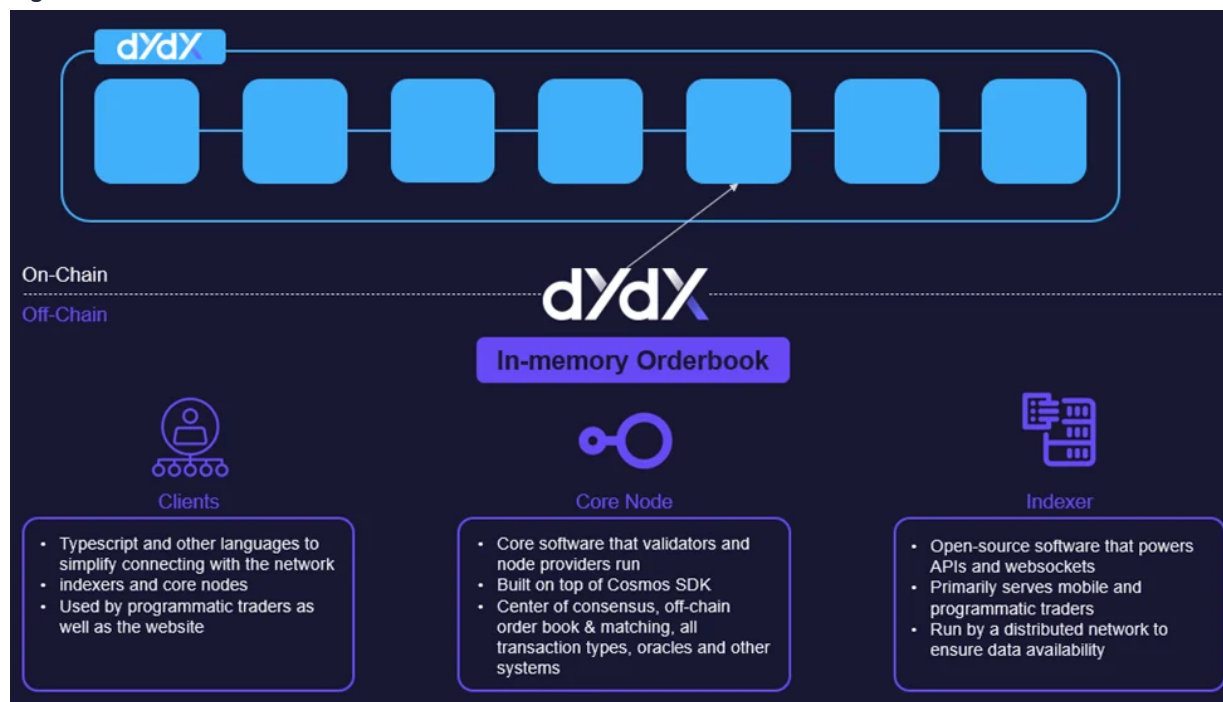 dYdX
On-Chain
Off-Chain
dYdX
In-memory Orderbook
Clients
• Typescript and other languages to
simplify connecting with the network
• indexers and core nodes
• Used by programmatic traders as
well as the website
Core Node
• Core software that validators and
node providers run
• Built on top of Cosmos SDK
• Center of consensus, off-chain
order book & matching, all
transaction types, oracles and other
systems
Indexer
• Open-source software that powers
APIs and websockets
• Primarily serves mobile and
programmatic traders
• Run by a distributed network to
ensure data availability